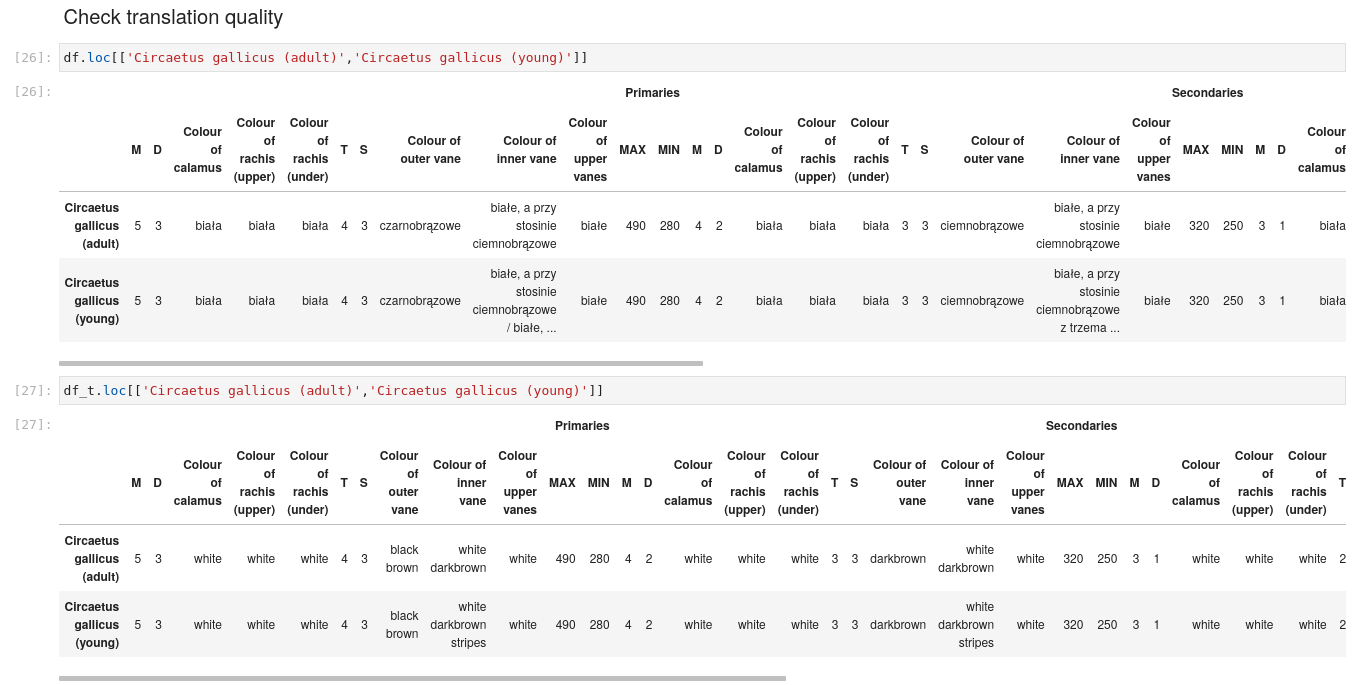 Check translation quality
[26]: df.loc[['Circaetus gallicus (adult)','Circaetus gallicus (young)']]
[26]:
Primaries Secondaries
M D Colour of calamus Colour of rachis (upper) Colour of rachis (under) T S Colour of outer vane Colour of inner vane Colour of upper vanes MAX MIN M D Colour of calamus Colour of rachis (upper) Colour of rachis (under) T S Colour of outer vane Colour of inner vane Colour of upper vanes MAX MIN M D Colour of calamus
Circaetus gallicus (adult) 5 3 biała biała biała 4 3 czarnobrązowe białe, a przy stosinie ciemnobrązowe białe 490 280 4 2 biała biała biała 3 3 ciemnobrązowe białe, a przy stosinie ciemnobrązowe białe 320 250 3 1 biała
Circaetus gallicus (young) 5 3 biała biała biała 4 3 czarnobrązowe białe, a przy stosinie ciemnobrązowe / białe, ... białe 490 280 4 2 biała biała biała 3 3 ciemnobrązowe białe, a przy stosinie ciemnobrązowe z trzema ... białe 320 250 3 1 biała
[27]: df_t.loc[['Circaetus gallicus (adult)','Circaetus gallicus (young)']]
[27]:
Primaries Secondaries
M D Colour of calamus Colour of rachis (upper) Colour of rachis (under) T S Colour of outer vane Colour of inner vane Colour of upper vanes MAX MIN M D Colour of calamus Colour of rachis (upper) Colour of rachis (under) T S Colour of outer vane Colour of inner vane Colour of upper vanes MAX MIN M D Colour of calamus Colour of rachis (upper) Colour of rachis (under) T
Circaetus gallicus (adult) 5 3 white white white 4 3 black brown white darkbrown white 490 280 4 2 white white white 3 3 darkbrown white darkbrown white 320 250 3 1 white white white 2
Circaetus gallicus (young) 5 3 white white white 4 3 black brown white darkbrown stripes white 490 280 4 2 white white white 3 3 darkbrown white darkbrown stripes white 320 250 3 1 white white white 2